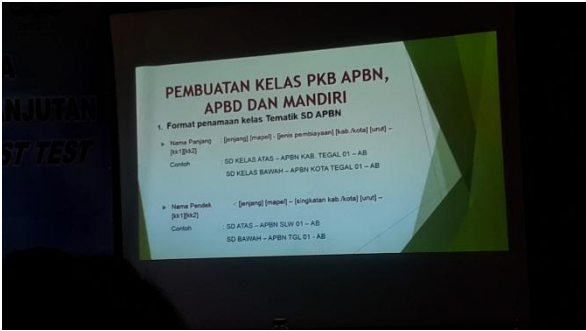 NJUTAN
ST TEST
PEMBUATAN KELAS PKB APBN,
APBD DAN MANDIRI
1. Format penamaan kelas Tematik SD APBN
Nama Panjang : [jenjang] [mapel] - [jenis pembiayaan] [kab./kota] [urut] –
[kk1][kk2]
Contoh : SD KELAS ATAS – APBN KAB. TEGAL 01 – AB
SD KELAS BAWAH – APBN KOTA TEGAL 01 – AB
Nama Pendek : [jenjang] [mapel] – [singkatan kab./kota] [urut] –
[kk1][kk2]
Contoh : SD ATAS – APBN SLW 01 – AB
SD BAWAH – APBN TGL 01 - AB